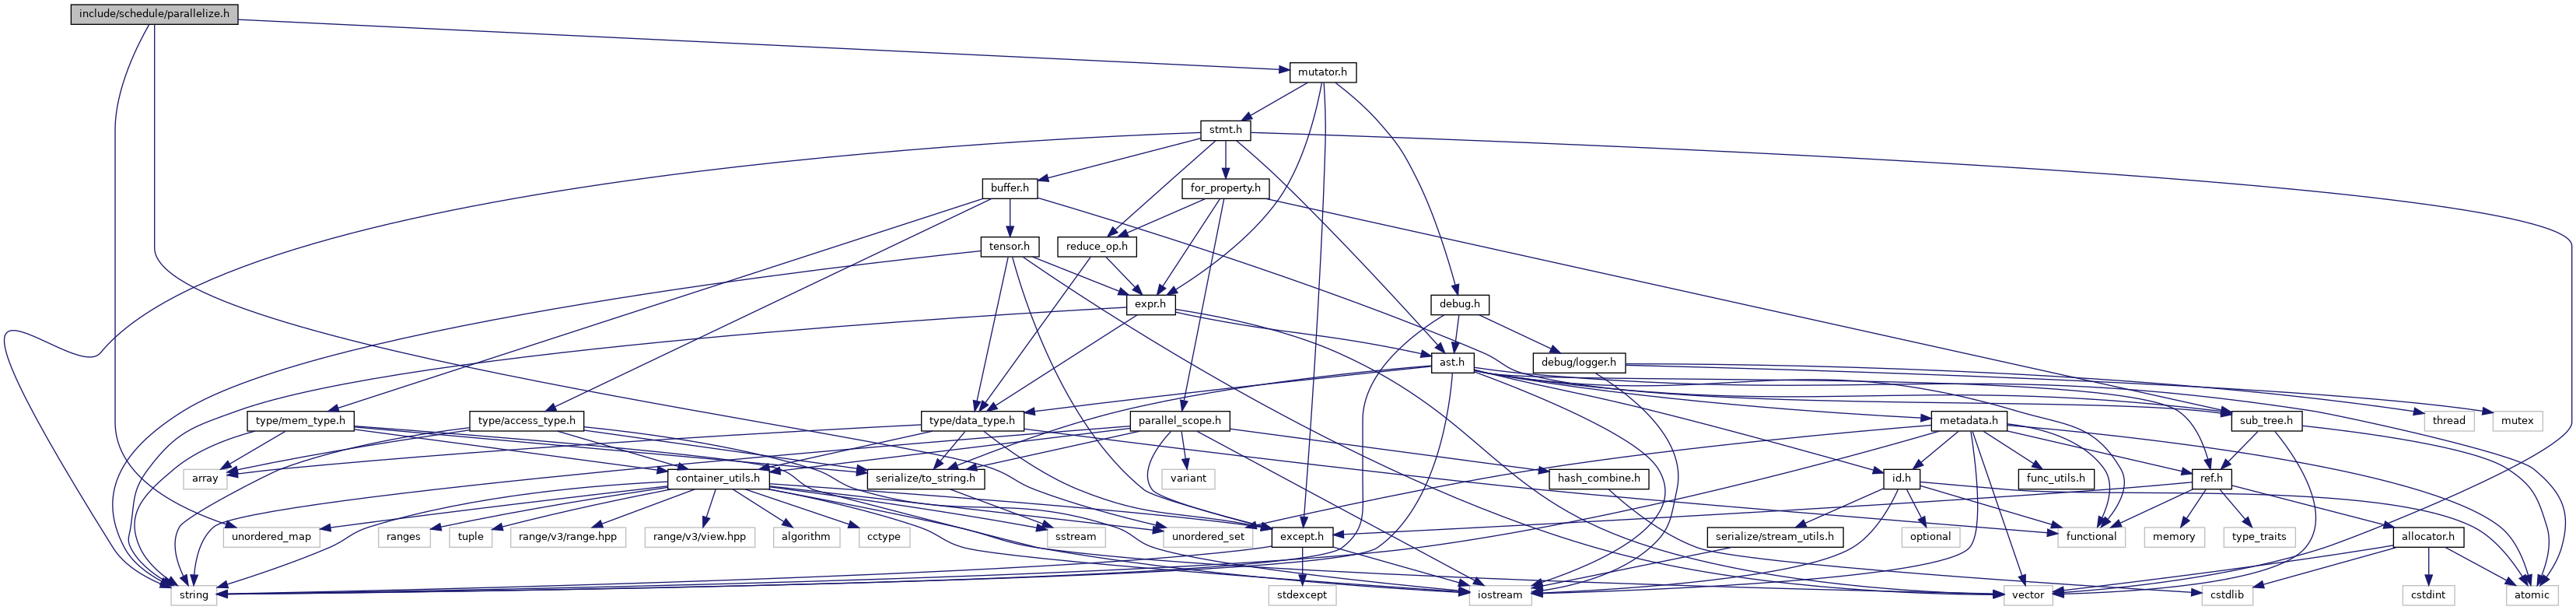 include/schedule/parallelize.h
mutator.h
stmt.h
buffer.h
for_property.h
tensor.h
reduce_op.h
expr.h
debug.h
ast.h
debug/logger.h
type/mem_type.h
type/access_type.h
type/data_type.h
parallel_scope.h
metadata.h
sub_tree.h
thread
mutex
array
container_utils.h
serialize/to_string.h
variant
hash_combine.h
id.h
func_utils.h
ref.h
unordered_map
ranges
tuple
range/v3/range.hpp
range/v3/view.hpp
algorithm
cctype
sstream
unordered_set
except.h
serialize/stream_utils.h
optional
functional
memory
type_traits
allocator.h
string
stdexcept
iostream
vector
cstdlib
cstdint
atomic